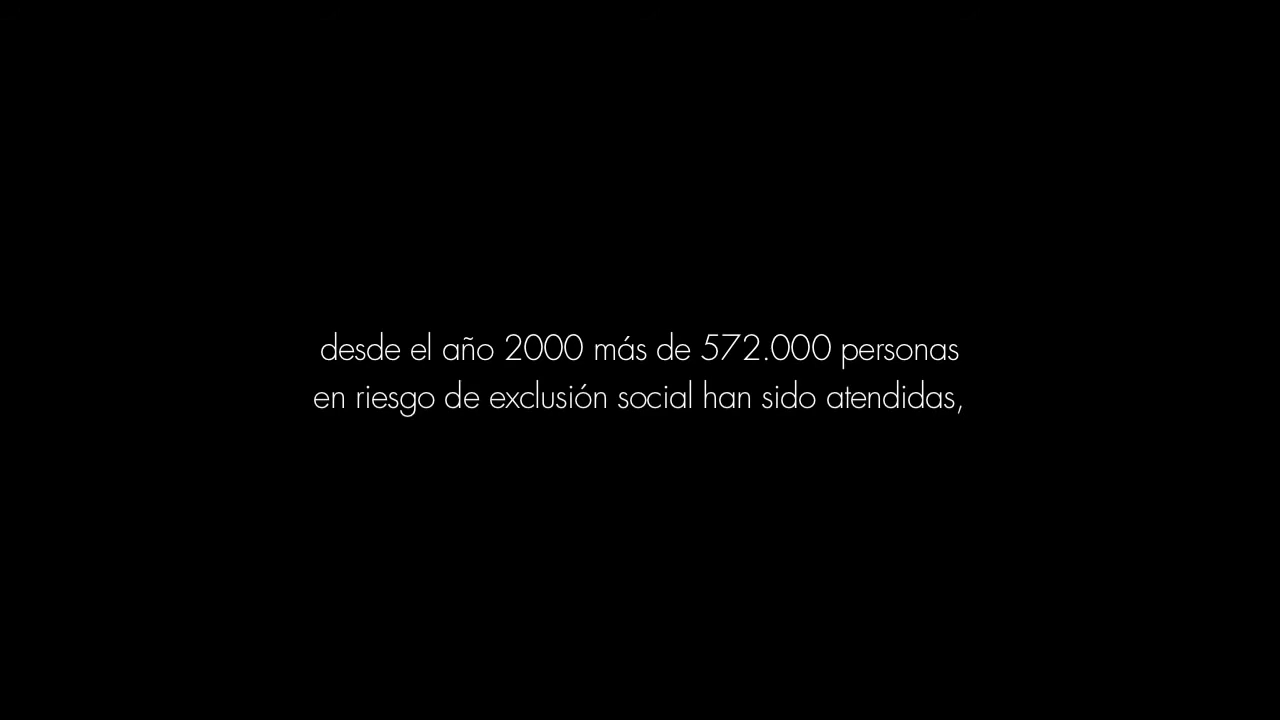 desde el año 2000 más de 572.000 personas
en riesgo de exclusión social han sido atendidas,